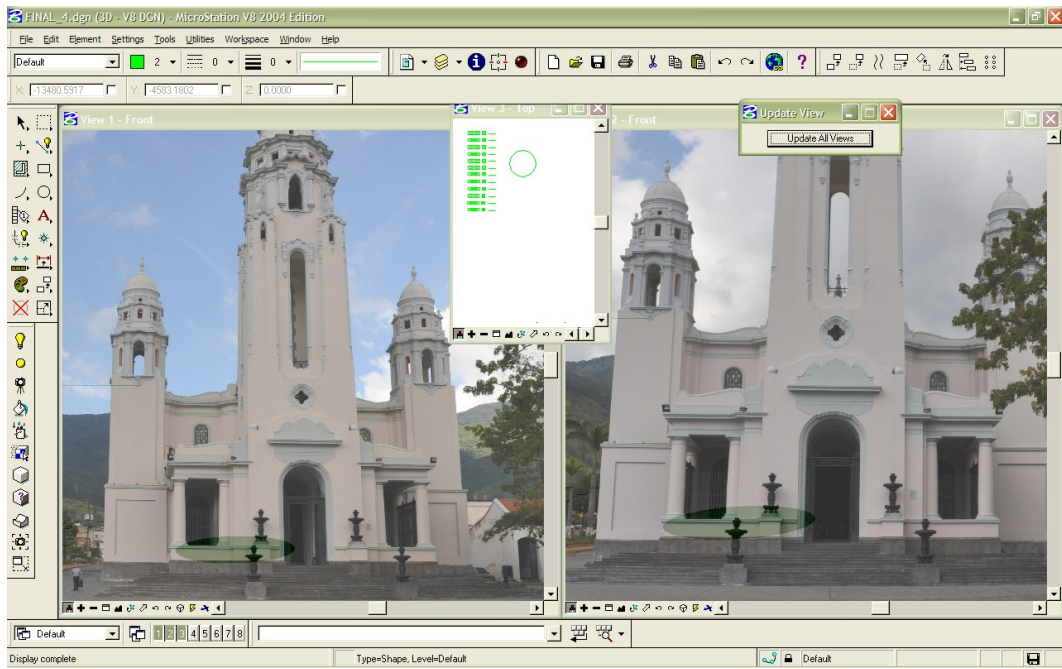 FINAL_4.dgn (3D - V8 DGN) - MicroStation V8 2004 Edition
File Edit Element Settings Tools Utilities Workspace Window Help
Default 2 0 0
X: -13480.5917 Y: -4583.1802 Z: 0.0000
View 1 - Front
View 3 - Top
2 - Front
Update View
Update All Views
Default 1 2 3 4 5 6 7 8
Display complete
Type=Shape, Level=Default
Default